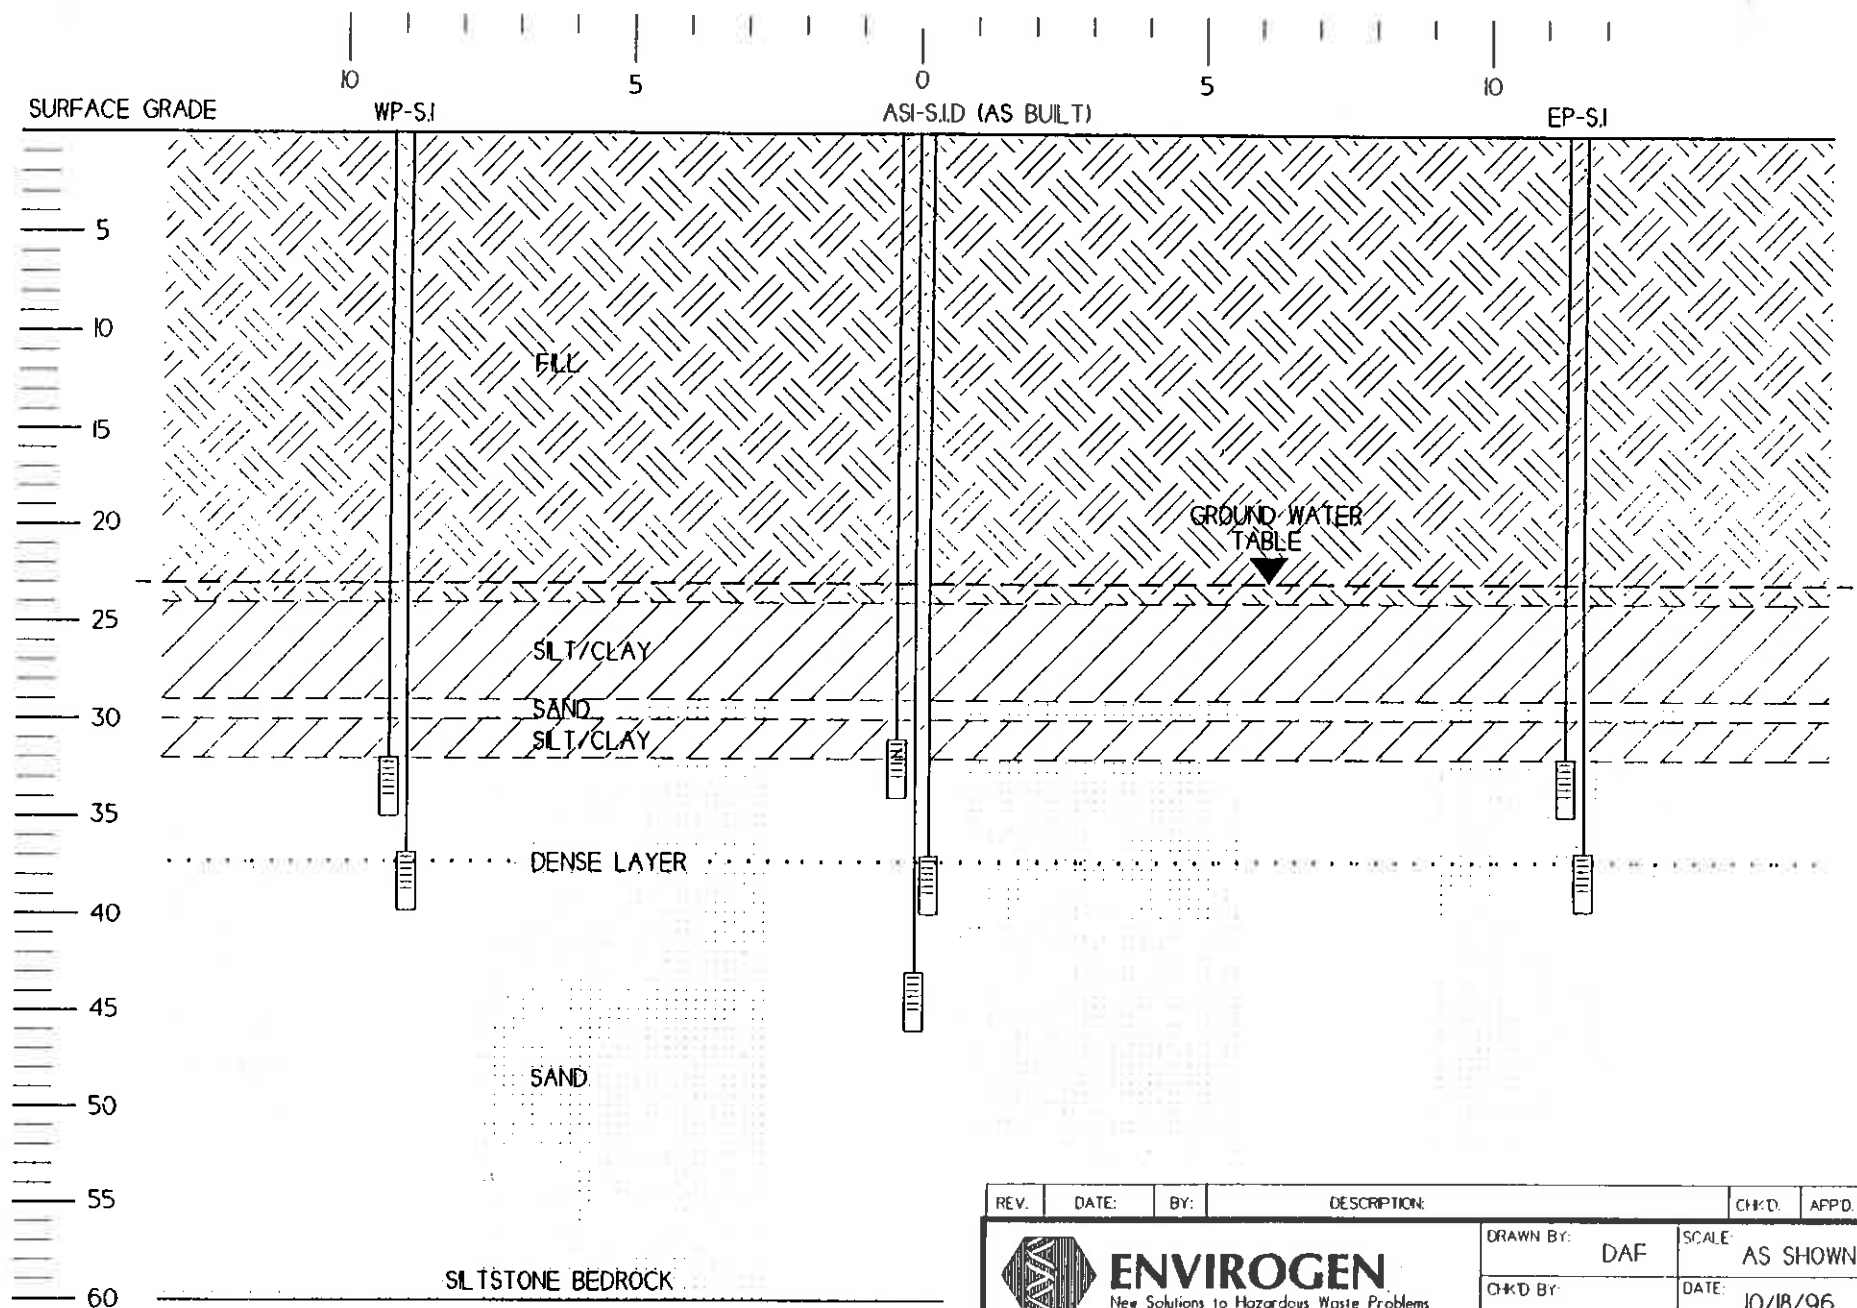 10 5 0 5 10
SURFACE GRADE WP-S,I ASI-S,I,D (AS BUILT) EP-S,I
5
10
FILL
15
20
GROUND WATER
TABLE
25
SILT/CLAY
30
SAND
SILT/CLAY
35
DENSE LAYER
40
45
SAND
50
55
SILTSTONE BEDROCK
60
REV. DATE: BY: DESCRIPTION: CHK'D. APP'D.
ENVIROGEN
New Solutions to Hazardous Waste Problems
DRAWN BY: DAF
SCALE: AS SHOWN
CHK'D BY:
DATE: 10/18/96